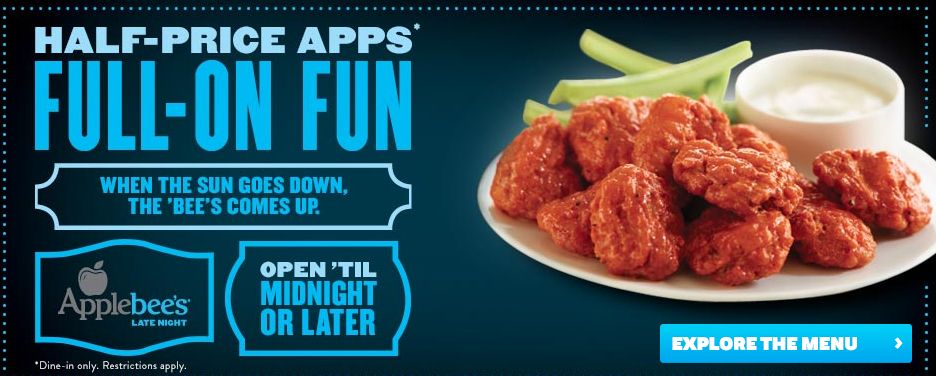 HALF-PRICE APPS*
FULL-ON FUN
WHEN THE SUN GOES DOWN,
THE 'BEE'S COMES UP.
Applebee's
LATE NIGHT
OPEN 'TIL
MIDNIGHT
OR LATER
*Dine-in only. Restrictions apply.
EXPLORE THE MENU ›